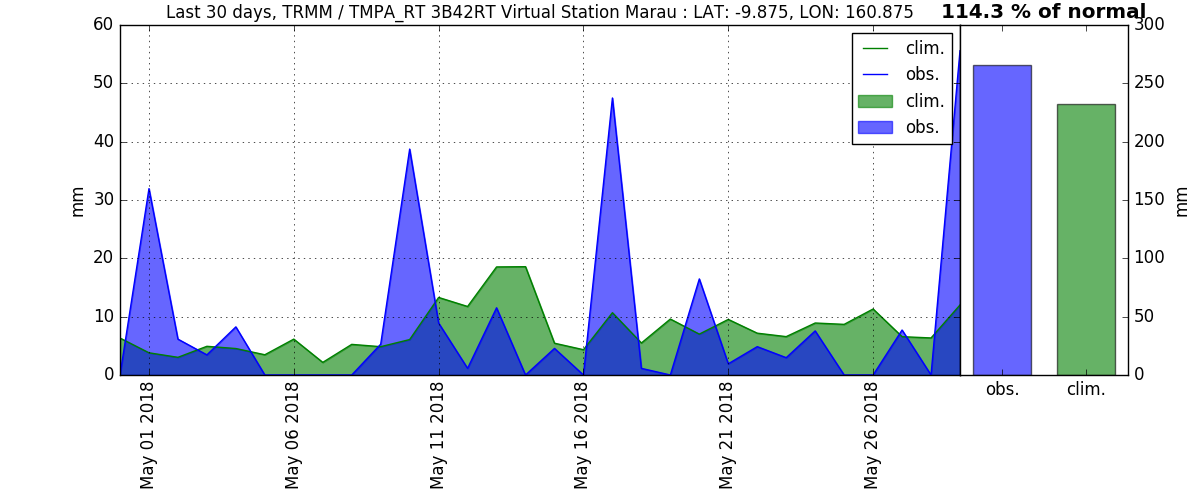 Last 30 days, TRMM / TMPA_RT 3B42RT Virtual Station Marau : LAT: -9.875, LON: 160.875
114.3 % of normal
60
50
40
30
20
10
0
mm
clim.
obs.
clim.
obs.
May 01 2018
May 06 2018
May 11 2018
May 16 2018
May 21 2018
May 26 2018
300
250
200
150
100
50
0
mm
obs.
clim.